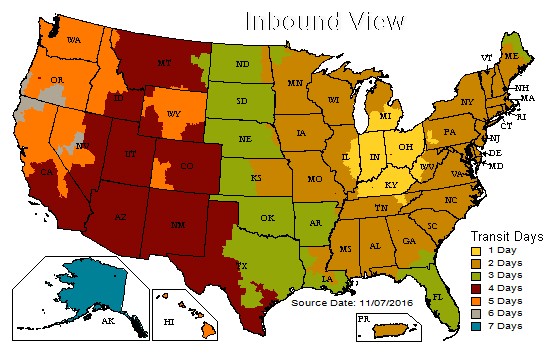 Inbound View
WA
MT
ND
MN
ME
VT
OR
ID
WY
SD
WI
MI
NY
NH
MA
RI
CT
NV
UT
CO
NE
IA
IL
IN
OH
PA
NJ
DE
MD
CA
KS
MO
KY
WV
VA
AZ
NM
OK
AR
TN
NC
SC
TX
LA
MS
AL
GA
FL
Transit Days
1 Day
2 Days
3 Days
4 Days
5 Days
6 Days
7 Days
Source Date: 11/07/2016
AK
HI
PR